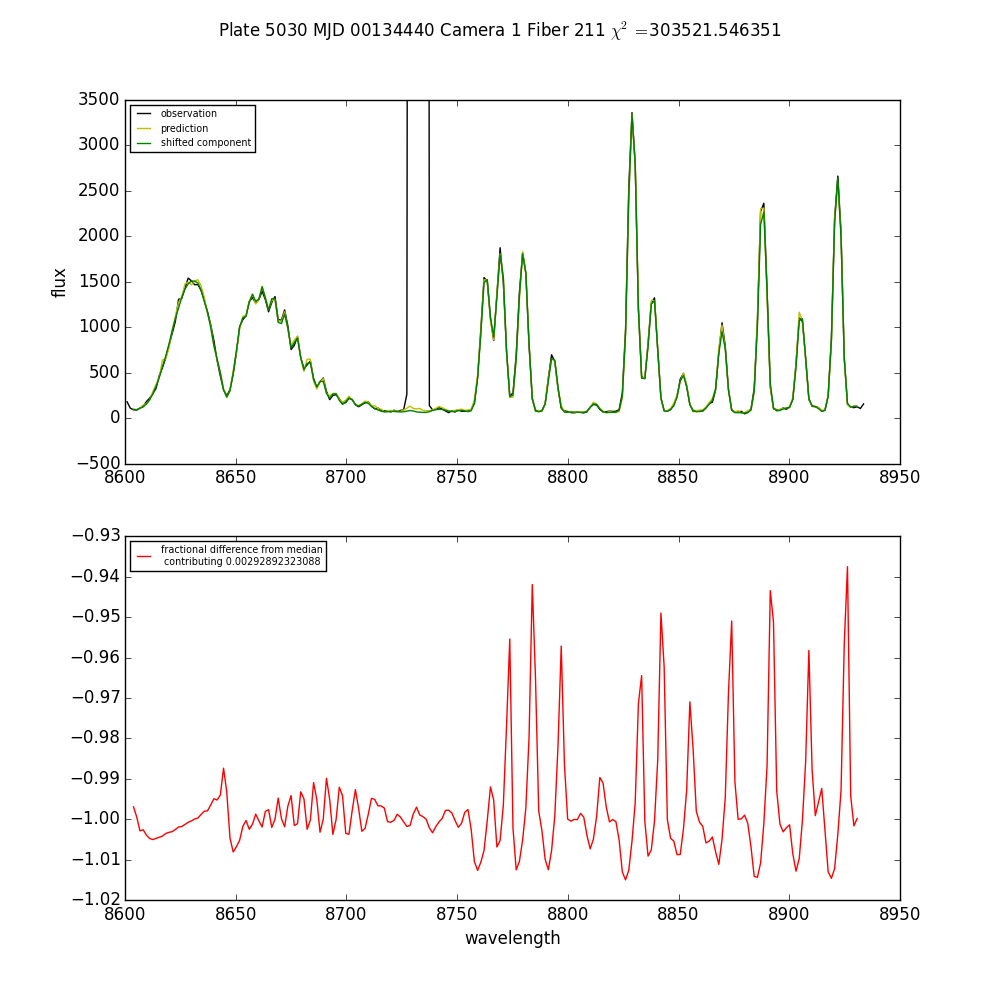 Plate 5030 MJD 00134440 Camera 1 Fiber 211 χ² =303521.546351
3500
3000
2500
2000
1500
1000
500
0
−500
flux
observation
prediction
shifted component
8600 8650 8700 8750 8800 8850 8900 8950
−0.93
−0.94
−0.95
−0.96
−0.97
−0.98
−0.99
−1.00
−1.01
−1.02
fractional difference from median
contributing 0.00292892323088
8600 8650 8700 8750 8800 8850 8900 8950
wavelength